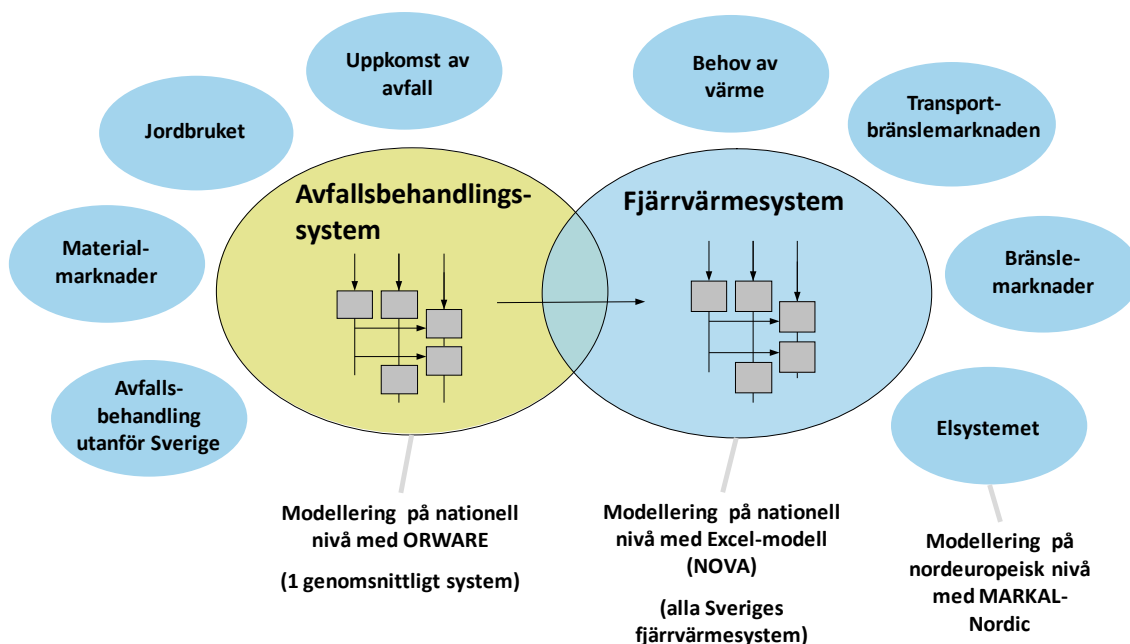 Uppkomst av
avfall
Behov av
värme
Jordbruket
Transport-
bränslemarknaden
Avfallsbehandlings-
system
Fjärrvärmesystem
Material-
marknader
Bränsle-
marknader
Avfalls-
behandling
utanför Sverige
Elsystemet
Modellering på nationell
nivå med ORWARE
(1 genomsnittligt system)
Modellering på nationell
nivå med Excel-modell
(NOVA)
(alla Sveriges
fjärrvärmesystem)
Modellering på
nordeuropeisk nivå
med MARKAL-
Nordic